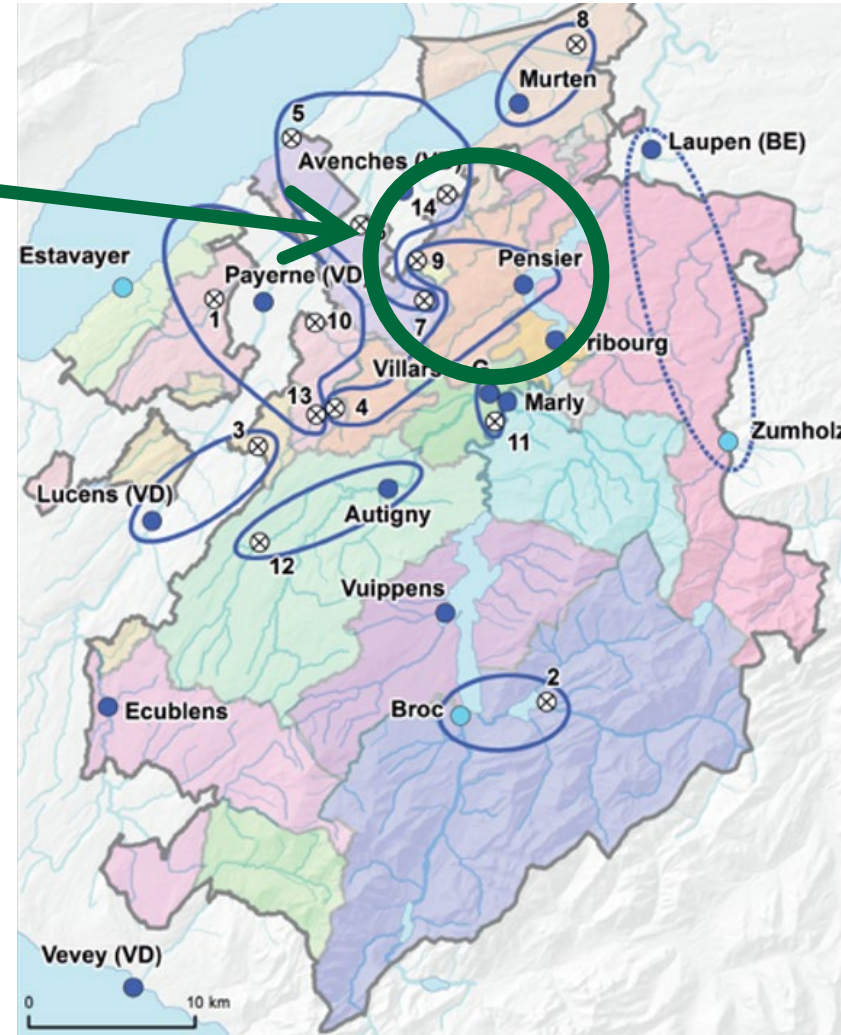 8
Murten
5
Laupen (BE)
Avenches (V
14
Estavayer
9
Payerne (VD
Pensier
1
10
7
ribourg
Villars
G
13
4
Marly
3
11
Zumholz
Lucens (VD)
Autigny
12
Vuippens
2
Broc
Ecublens
Vevey (VD)
0
10 km